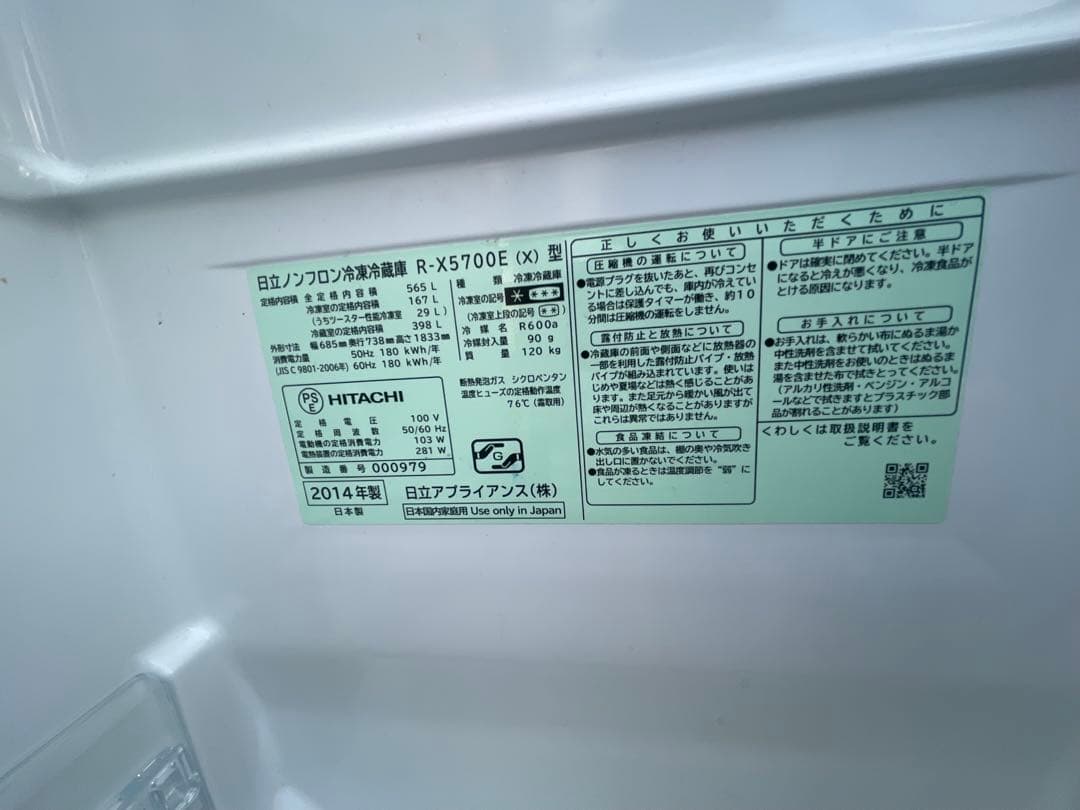 日立ノンフロン冷凍冷蔵庫 R-X5700E (X) 型
定格内容積 全定格内容積 565 L
冷凍室の定格内容積 167 L
(うちツースター性能冷凍室 29 L)
冷蔵室の定格内容積 398 L
外形寸法 幅685mm奥行738mm高さ1833mm
消費電力量 50Hz 180 kWh/年
(JIS C 9801-2006年) 60Hz 180 kWh/年
種類 冷凍冷蔵庫
冷凍室の記号 * ***
(冷凍室上段の記号 **)
冷媒名 R600a
冷媒封入量 90 g
質量 120 kg
断熱発泡ガス シクロペンタン
温度ヒューズの定格動作温度
76℃ (霜取用)
PS
E
HITACHI
定格電圧 100 V
定格周波数 50/60 Hz
電動機の定格消費電力 103 W
電熱装置の定格消費電力 281 W
製造番号 000979
G
2014年製
日本製
日立アプライアンス(株)
日本国内家庭用 Use only in Japan
正しくお使いいただくために
圧縮機の運転について
●電源プラグを抜いたあと、再びコンセ
ントに差し込んでも、庫内が冷えてい
る場合は保護タイマーが働き、約10
分間は圧縮機の運転をしません。
露付防止と放熱について
●冷蔵庫の前面や側面などに放熱器の
一部を利用した露付防止パイプ・放熱
パイプが組み込まれています。使いは
じめや夏場などは熱く感じることがあ
ります。また足元から暖かい風が出て
床や周辺が熱くなることがありますが
これらは異常ではありません。
食品凍結について
●水気の多い食品は、棚の奥や冷気吹き
出し口に置かないでください。
●食品が凍るときは温度調節を“弱”に
してください。
半ドアにご注意
●ドアは確実に閉めてください。半ドア
になると冷えが悪くなり、冷凍食品が
とける原因になります。
お手入れについて
●お手入れは、軟らかい布にぬるま湯か
中性洗剤を含ませて拭いてください。
また中性洗剤をお使いのときはぬるま
湯を含ませた布で拭きとってください。
(アルカリ性洗剤・ベンジン・アルコ
ールなどで拭きますとプラスチック部
品が割れることがあります)
くわしくは取扱説明書を
ご覧ください。